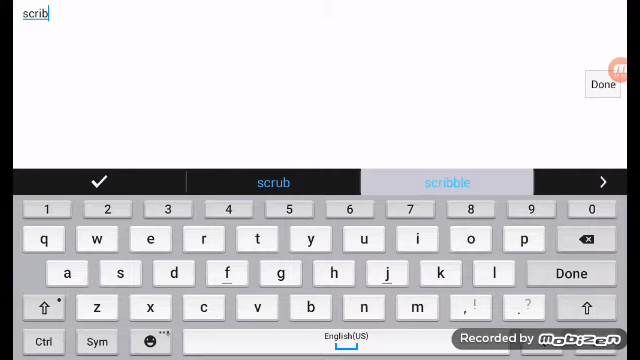 scrib
Done
scrub scribble
1 2 3 4 5 6 7 8 9 0
q w e r t y u i o p
a s d f g h j k l Done
z x c v b n m , ! . ?
Ctrl Sym English(US)
Recorded by mobizen